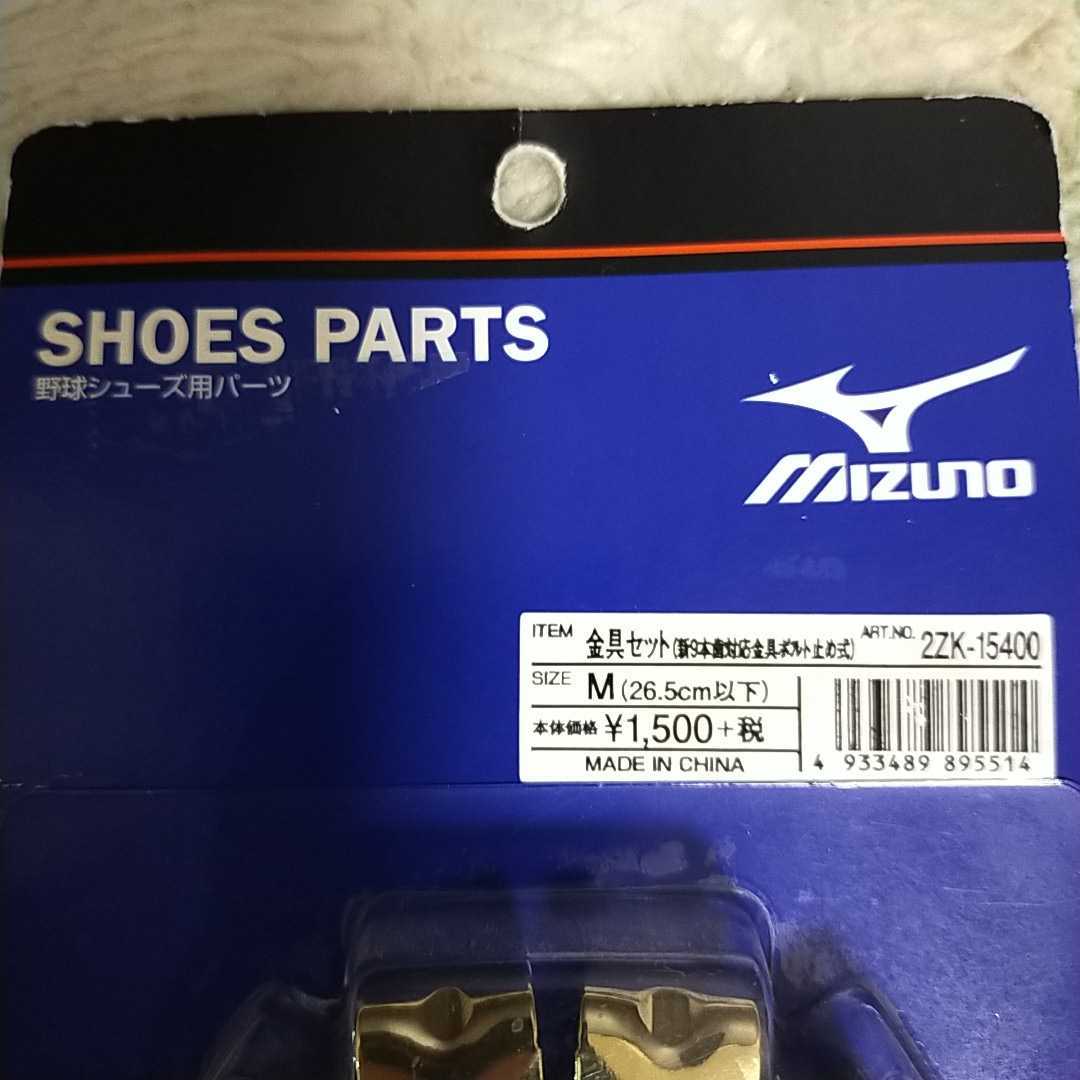 SHOES PARTS
野球シューズ用パーツ
MIZUNO
ITEM 金具セット(新9本歯対応金具ボルト止め式) ART.NO. 2ZK-15400
SIZE M(26.5cm以下)
本体価格 ¥1,500+税
MADE IN CHINA
4 933489 895514